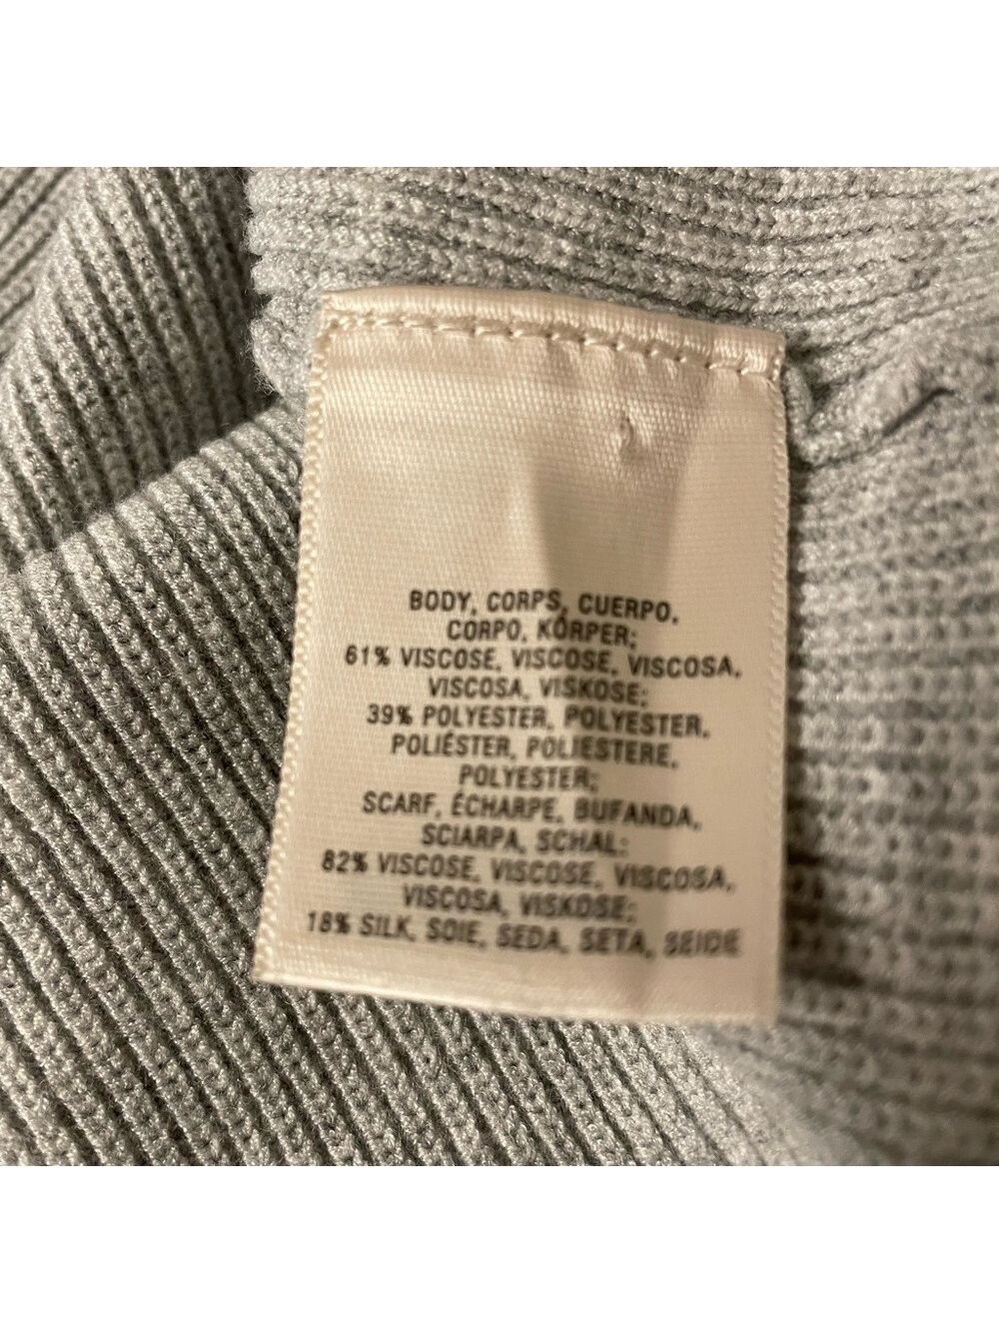 BODY, CORPS, CUERPO,
CORPO, KÖRPER;
61% VISCOSE, VISCOSE, VISCOSA,
VISCOSA, VISKOSE;
39% POLYESTER, POLYESTER,
POLIÉSTER, POLIESTERE,
POLYESTER;
SCARF, ÉCHARPE, BUFANDA,
SCIARPA, SCHAL:
82% VISCOSE, VISCOSE, VISCOSA,
VISCOSA, VISKOSE;
18% SILK, SOIE, SEDA, SETA, SEIDE